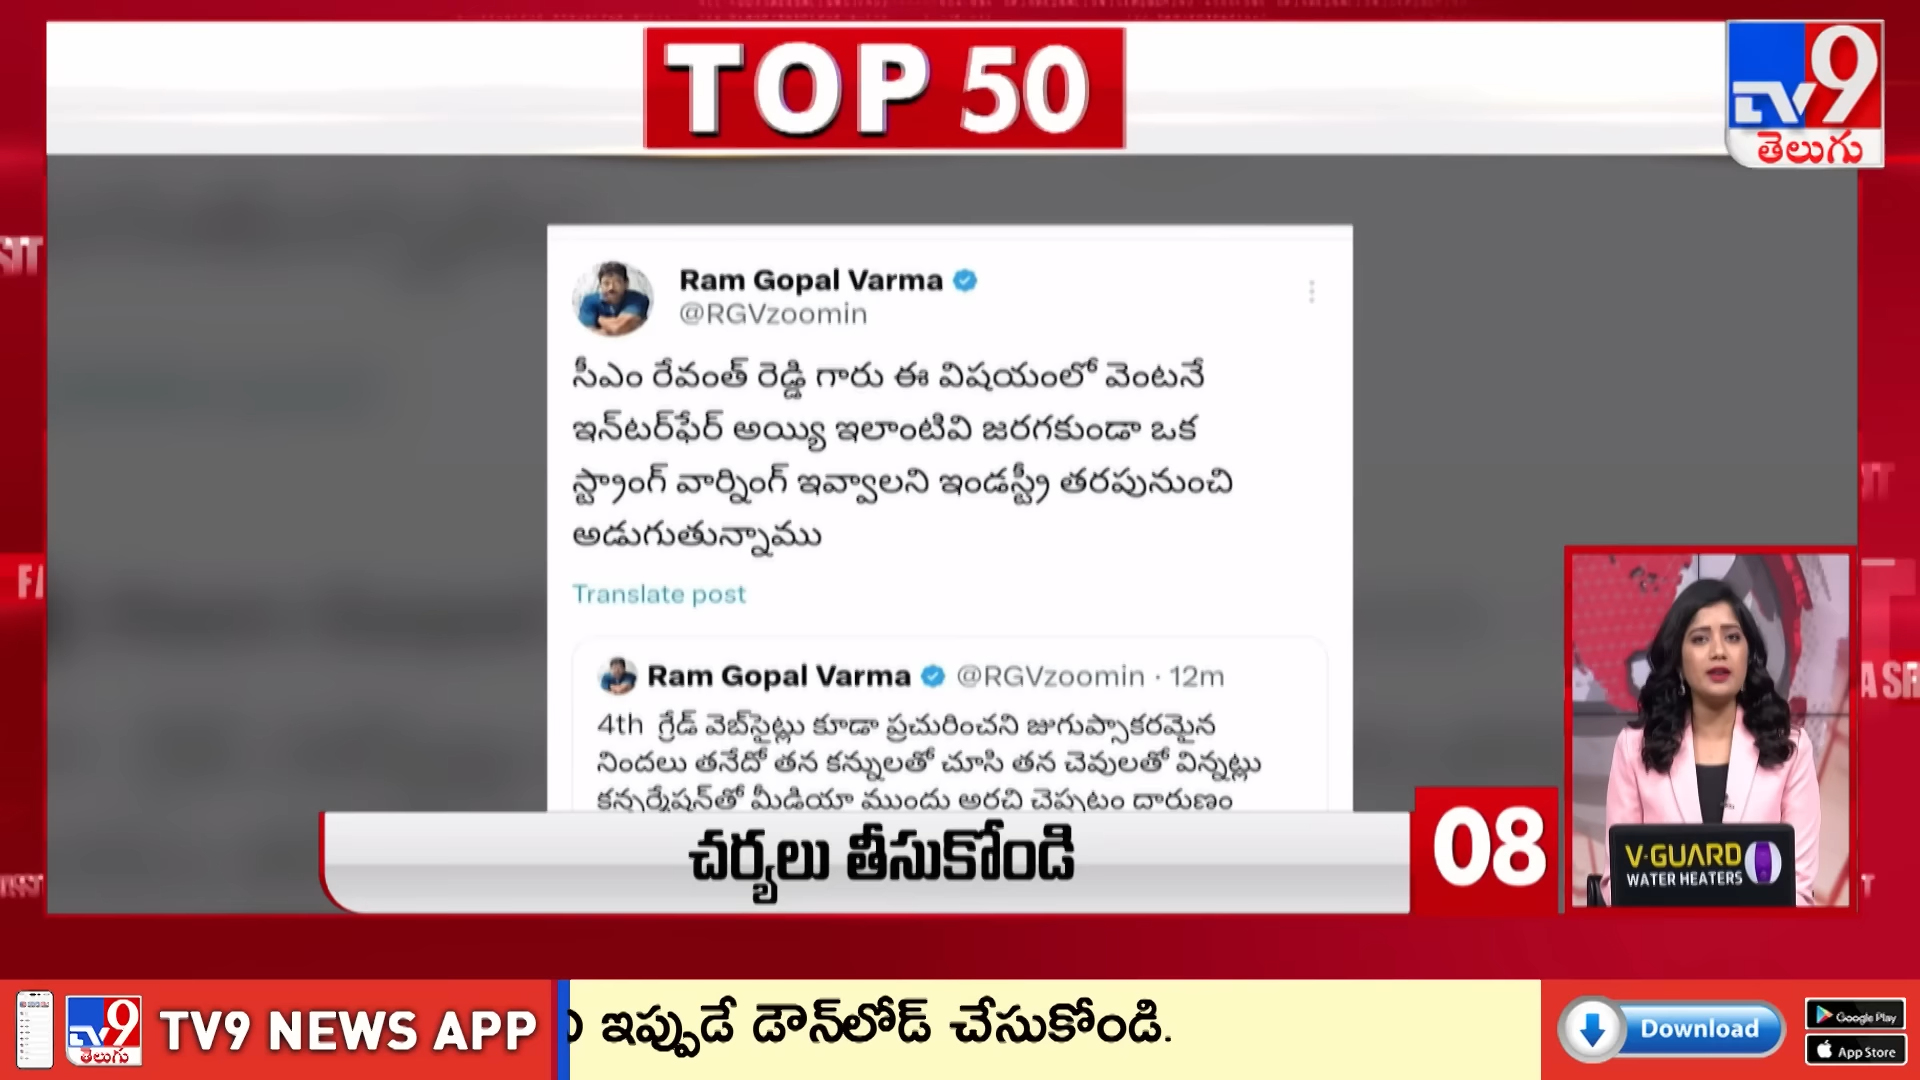 TOP 50
TV9
తెలుగు
Ram Gopal Varma
@RGVzoomin
సీఎం రేవంత్ రెడ్డి గారు ఈ విషయంలో వెంటనే
ఇన్‌టర్‌ఫేర్ అయ్యి ఇలాంటివి జరగకుండా ఒక
స్ట్రాంగ్ వార్నింగ్ ఇవ్వాలని ఇండస్ట్రీ తరపునుంచి
అడుగుతున్నాము
Translate post
Ram Gopal Varma @RGVzoomin · 12m
4th గ్రేడ్ వెబ్‌సైట్లు కూడా ప్రచురించని జుగుప్సాకరమైన
నిందలు తనేదో తన కన్నులతో చూసి తన చెవులతో విన్నట్లు
కన్ఫర్మేషన్‌తో మీడియా ముందు అరచి చెప్పటం దారుణం
చర్యలు తీసుకోండి
08
V-GUARD
WATER HEATERS
TV9
తెలుగు
TV9 NEWS APP
ఇప్పుడే డౌన్‌లోడ్ చేసుకోండి.
Download
Google Play
App Store